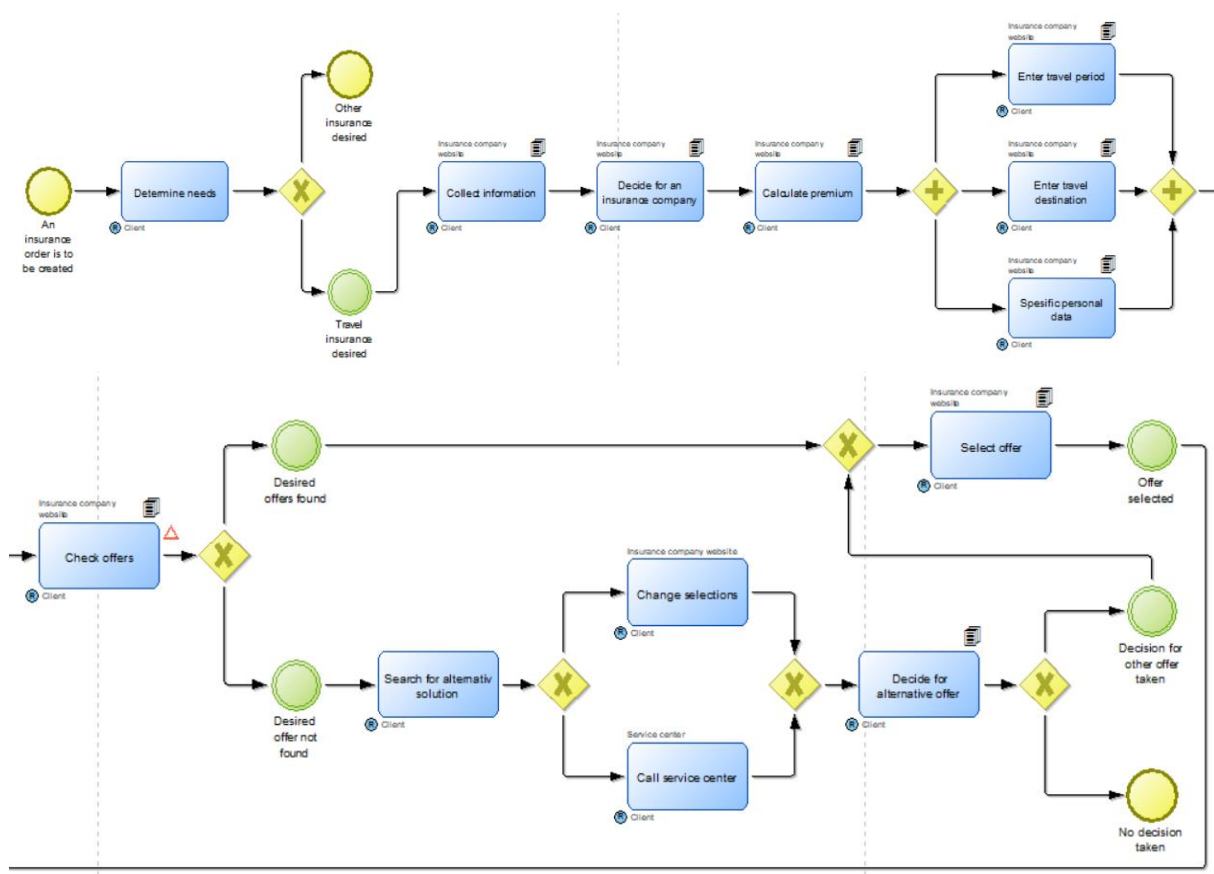 An
insurance
order is to
be created
Determine needs
R Client
Other
insurance
desired
Travel
insurance
desired
Insurance company
website
Collect information
R Client
Insurance company
website
Decide for an
insurance company
R Client
Insurance company
website
Calculate premium
R Client
Insurance company
website
Enter travel period
R Client
Insurance company
website
Enter travel
destination
R Client
Insurance company
website
Spesific personal
data
R Client
Insurance company
website
Check offers
R Client
Desired
offers found
Desired
offer not
found
Search for alternativ
solution
R Client
Insurance company website
Change selections
R Client
Service center
Call service center
R Client
Decide for
alternative offer
R Client
Insurance company
website
Select offer
R Client
Offer
selected
Decision for
other offer
taken
No decision
taken